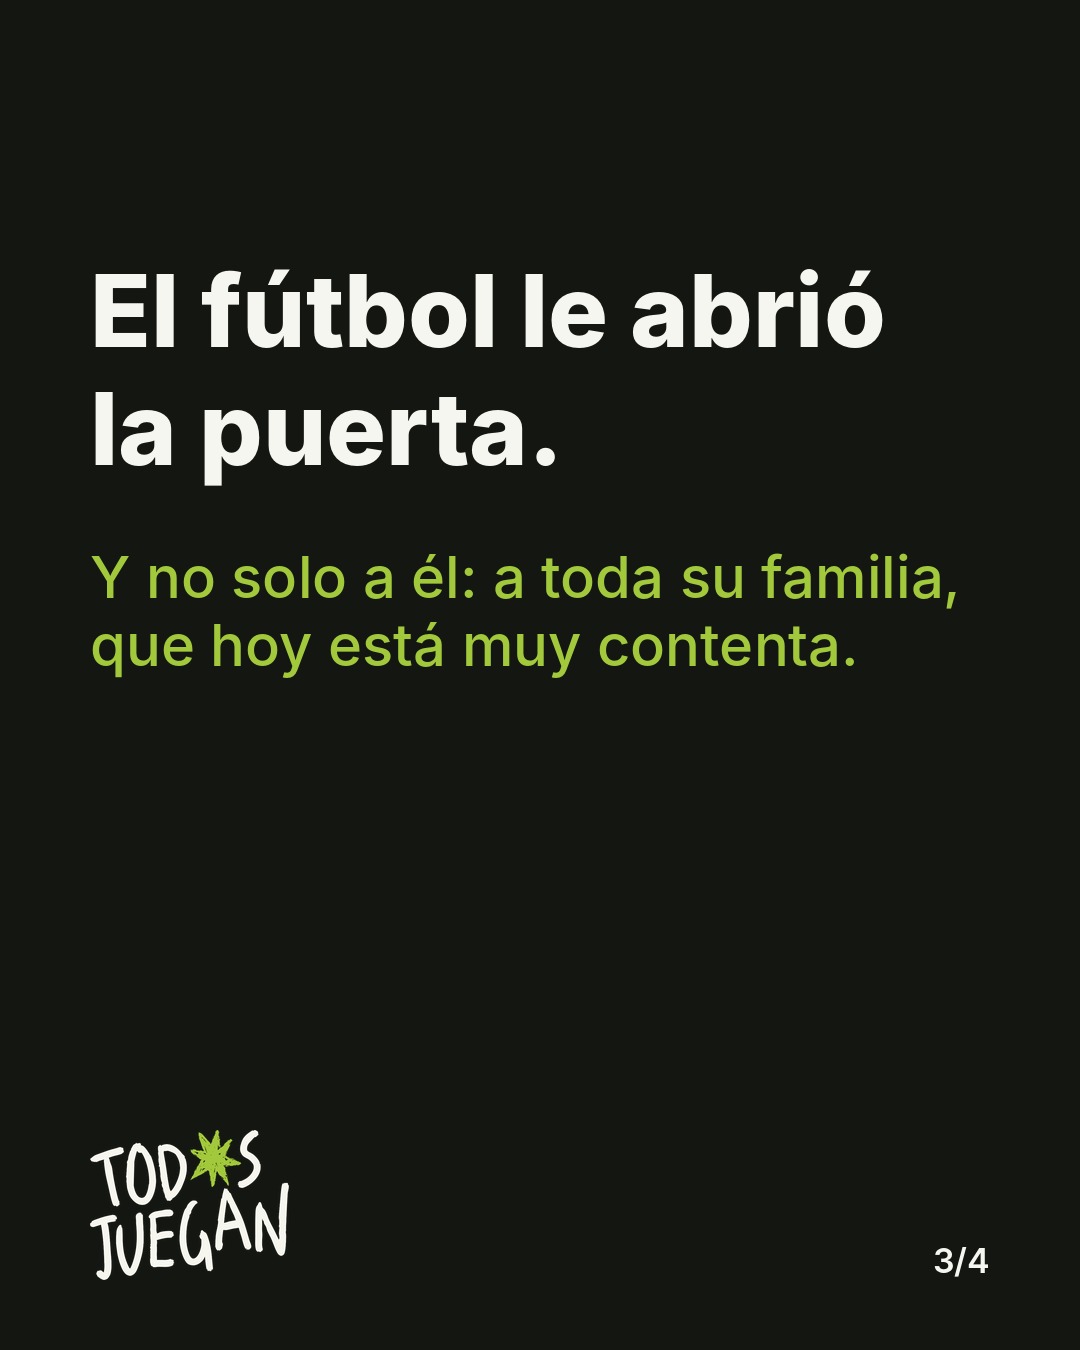 El fútbol le abrió
la puerta.
Y no solo a él: a toda su familia,
que hoy está muy contenta.
TODOS
JUEGAN
3/4